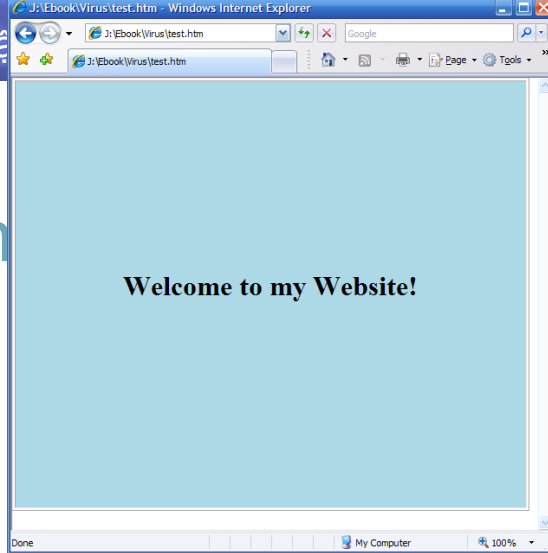 J:\Ebook\Virus\test.htm - Windows Internet Explorer
J:\Ebook\Virus\test.htm
Google
J:\Ebook\Virus\test.htm
Page
Tools
»
Welcome to my Website!
Done
My Computer
100%